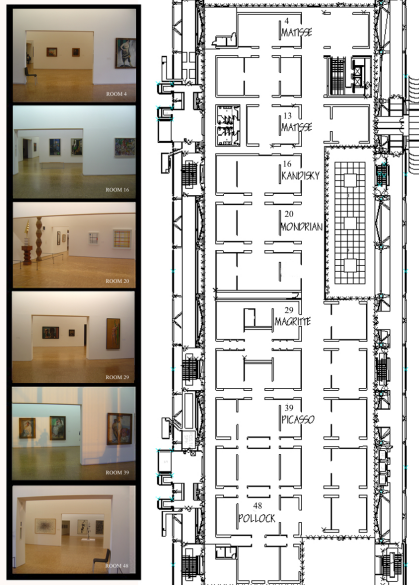 ROOM 4
ROOM 16
ROOM 20
ROOM 29
ROOM 39
ROOM 48
4
MATISSE
13
MATISSE
16
KANDISKY
20
MONDRIAN
29
MAGRITTE
39
PICASSO
48
POLLOCK